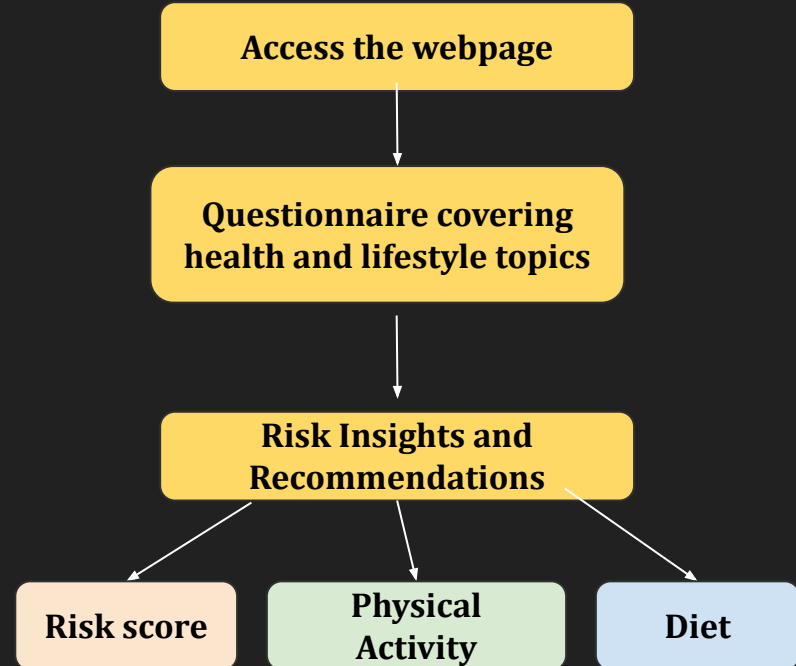 Access the webpage
Questionnaire covering
health and lifestyle topics
Risk Insights and
Recommendations
Risk score
Physical
Activity
Diet